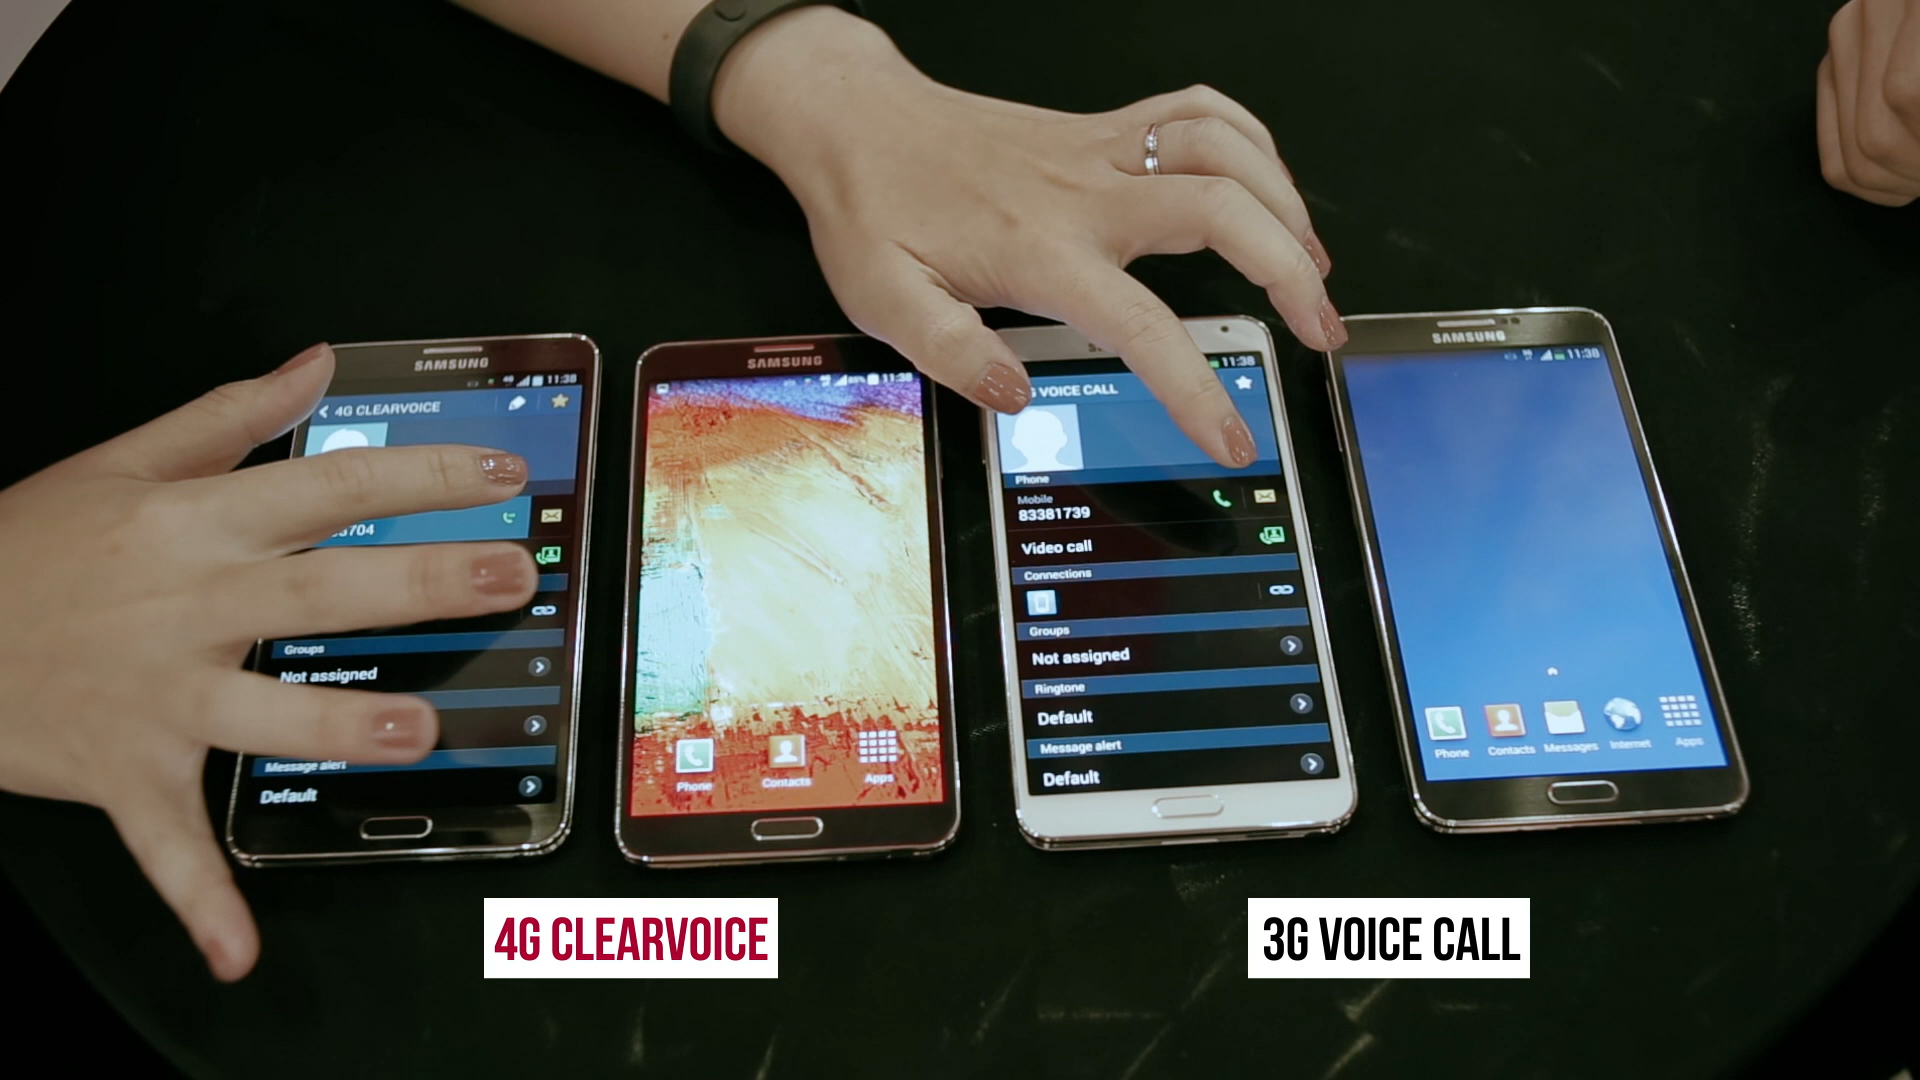 SAMSUNG
11:38
4G CLEARVOICE
Groups
Not assigned
Message alert
Default
SAMSUNG
11:38
Phone
Contacts
Apps
11:38
VOICE CALL
Phone
Mobile
83381739
Video call
Connections
Groups
Not assigned
Ringtone
Default
Message alert
Default
SAMSUNG
11:38
Phone
Contacts
Messages
Internet
Apps
4G CLEARVOICE
3G VOICE CALL